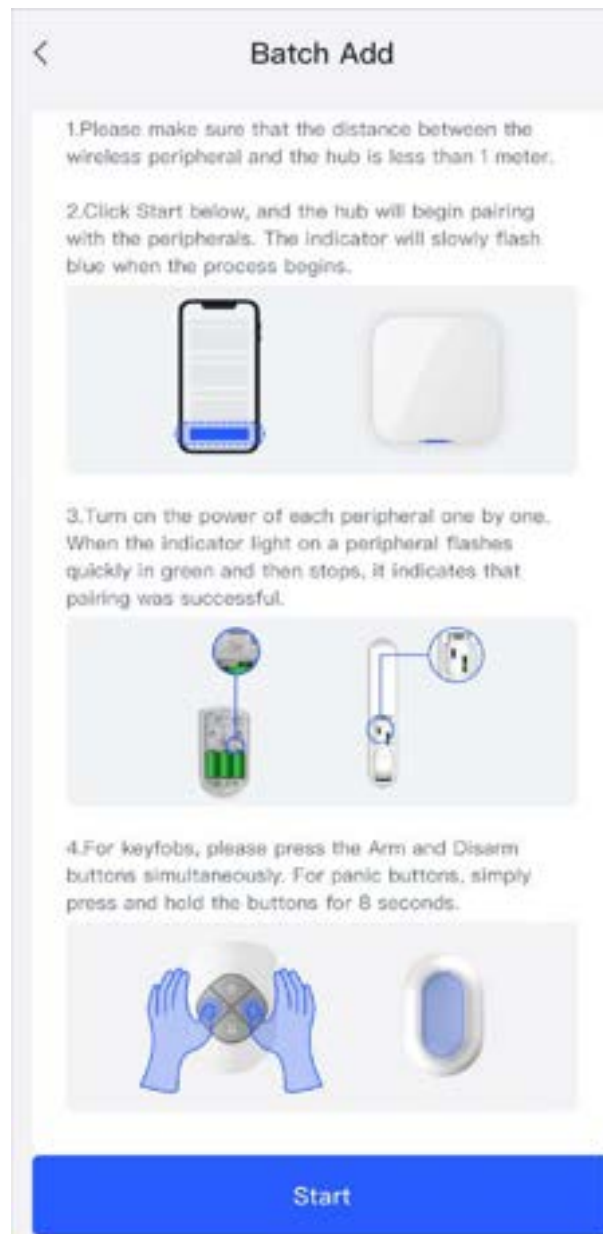 Batch Add
1.Please make sure that the distance between the
wireless peripheral and the hub is less than 1 meter.
2.Click Start below, and the hub will begin pairing
with the peripherals. The indicator will slowly flash
blue when the process begins.
3.Turn on the power of each peripheral one by one.
When the indicator light on a peripheral flashes
quickly in green and then stops, it indicates that
pairing was successful.
4.For keyfobs, please press the Arm and Disarm
buttons simultaneously. For panic buttons, simply
press and hold the buttons for 8 seconds.
Start